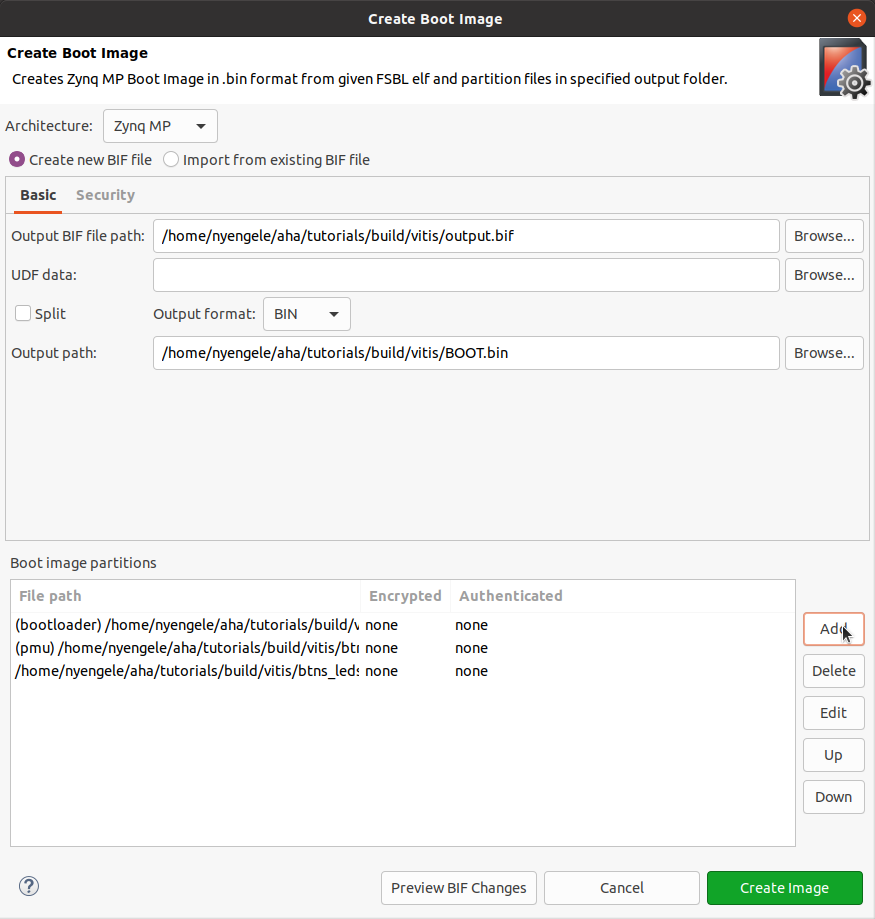 Create Boot Image
Create Boot Image
Creates Zynq MP Boot Image in .bin format from given FSBL elf and partition files in specified output folder.
Architecture: Zynq MP
Create new BIF file Import from existing BIF file
Basic Security
Output BIF file path: /home/nyengele/aha/tutorials/build/vitis/output.bif Browse...
UDF data: Browse...
Split Output format: BIN
Output path: /home/nyengele/aha/tutorials/build/vitis/BOOT.bin Browse...
Boot image partitions
File path Encrypted Authenticated
(bootloader) /home/nyengele/aha/tutorials/build/v none none
(pmu) /home/nyengele/aha/tutorials/build/vitis/btn none none
/home/nyengele/aha/tutorials/build/vitis/btns_leds none none
Add
Delete
Edit
Up
Down
? Preview BIF Changes Cancel Create Image